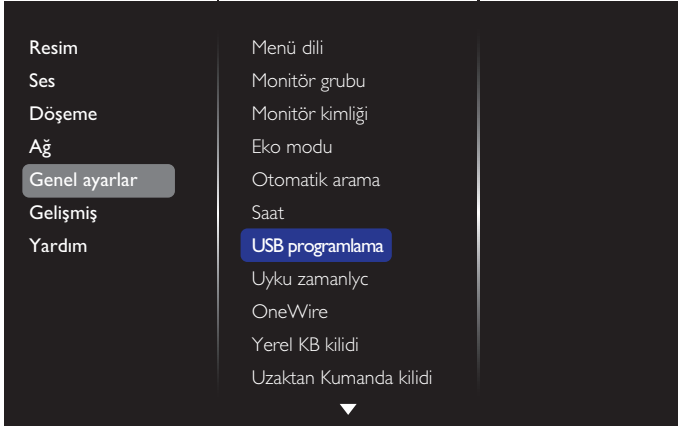 Resim
Ses
Döşeme
Ağ
Genel ayarlar
Gelişmiş
Yardım
Menü dili
Monitör grubu
Monitör kimliği
Eko modu
Otomatik arama
Saat
USB programlama
Uyku zamanlyc
OneWire
Yerel KB kilidi
Uzaktan Kumanda kilidi